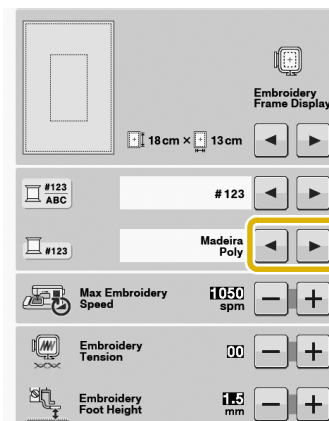 Embroidery
Frame Display
18cm × 13cm
#123
ABC
#123
#123
Madeira
Poly
Max Embroidery
Speed
1050
spm
Embroidery
Tension
00
Embroidery
Foot Height
1.5
mm